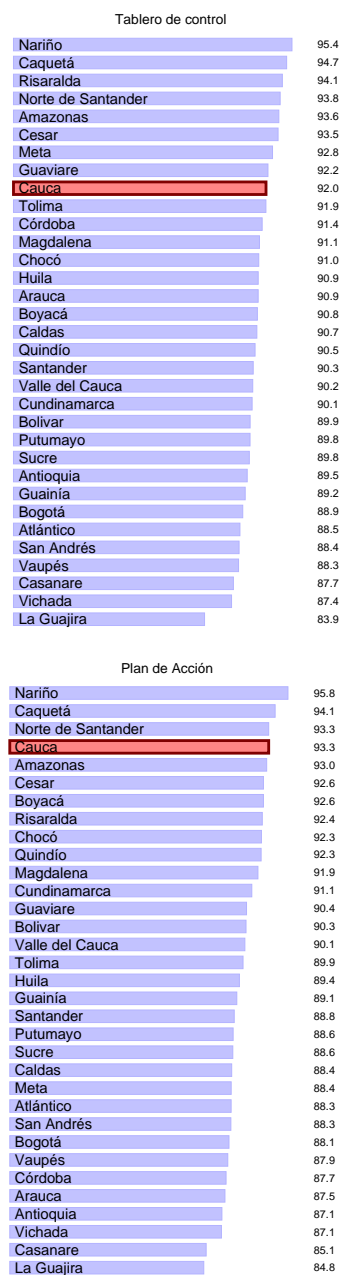 Tablero de control
Nariño 95.4
Caquetá 94.7
Risaralda 94.1
Norte de Santander 93.8
Amazonas 93.6
Cesar 93.5
Meta 92.8
Guaviare 92.2
Cauca 92.0
Tolima 91.9
Córdoba 91.4
Magdalena 91.1
Chocó 91.0
Huila 90.9
Arauca 90.9
Boyacá 90.8
Caldas 90.7
Quindío 90.5
Santander 90.3
Valle del Cauca 90.2
Cundinamarca 90.1
Bolivar 89.9
Putumayo 89.8
Sucre 89.8
Antioquia 89.5
Guainía 89.2
Bogotá 88.9
Atlántico 88.5
San Andrés 88.4
Vaupés 88.3
Casanare 87.7
Vichada 87.4
La Guajira 83.9
Plan de Acción
Nariño 95.8
Caquetá 94.1
Norte de Santander 93.3
Cauca 93.3
Amazonas 93.0
Cesar 92.6
Boyacá 92.6
Risaralda 92.4
Chocó 92.3
Quindío 92.3
Magdalena 91.9
Cundinamarca 91.1
Guaviare 90.4
Bolivar 90.3
Valle del Cauca 90.1
Tolima 89.9
Huila 89.4
Guainía 89.1
Santander 88.8
Putumayo 88.6
Sucre 88.6
Caldas 88.4
Meta 88.4
Atlántico 88.3
San Andrés 88.3
Bogotá 88.1
Vaupés 87.9
Córdoba 87.7
Arauca 87.5
Antioquia 87.1
Vichada 87.1
Casanare 85.1
La Guajira 84.8